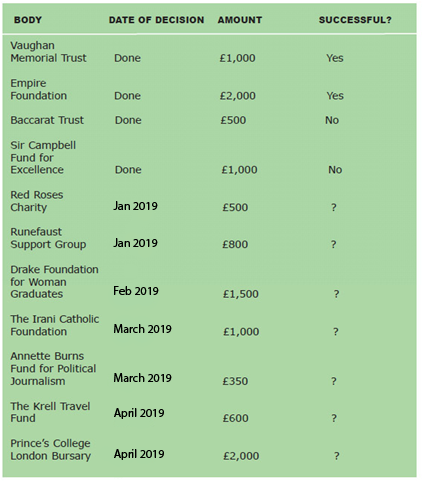 BODY DATE OF DECISION AMOUNT SUCCESSFUL?
Vaughan
Memorial Trust Done £1,000 Yes
Empire
Foundation Done £2,000 Yes
Baccarat Trust Done £500 No
Sir Campbell
Fund for
Excellence Done £1,000 No
Red Roses
Charity Jan 2019 £500 ?
Runefaust
Support Group Jan 2019 £800 ?
Drake Foundation
for Woman
Graduates Feb 2019 £1,500 ?
The Irani Catholic
Foundation March 2019 £1,000 ?
Annette Burns
Fund for Political
Journalism March 2019 £350 ?
The Krell Travel
Fund April 2019 £600 ?
Prince's College
London Bursary April 2019 £2,000 ?